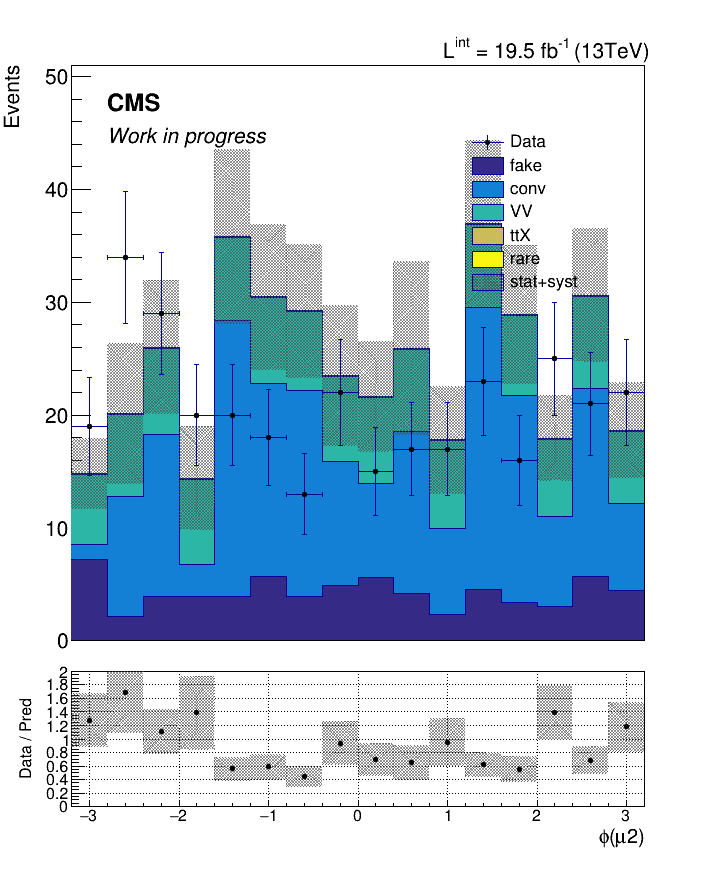 L^int = 19.5 fb^-1 (13TeV)
Events
50
CMS
Work in progress
Data
fake
conv
VV
ttX
rare
stat+syst
40
30
20
10
0
Data / Pred
2
1.8
1.6
1.4
1.2
1
0.8
0.6
0.4
0.2
0
−3 −2 −1 0 1 2 3
ϕ(μ2)